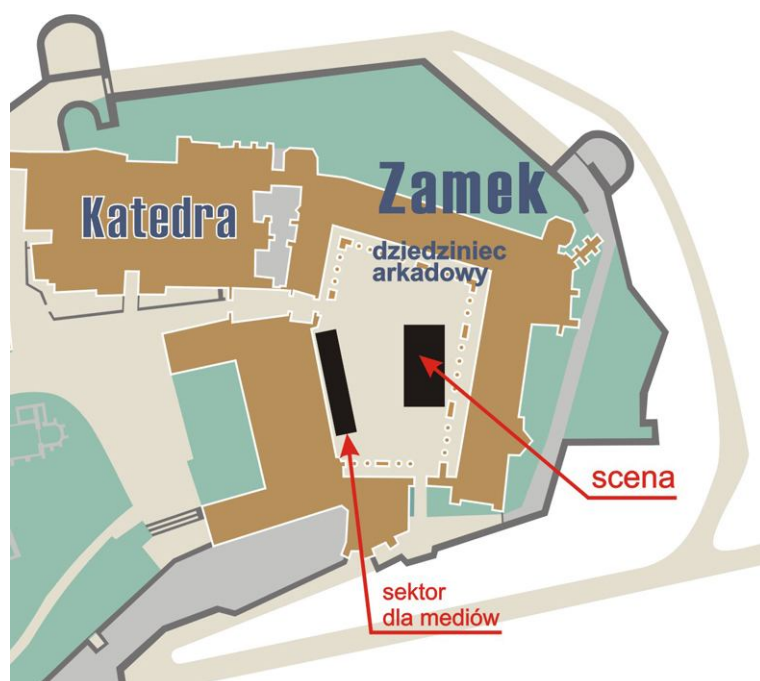 Katedra
Zamek
dziedziniec
arkadowy
scena
sektor
dla mediów